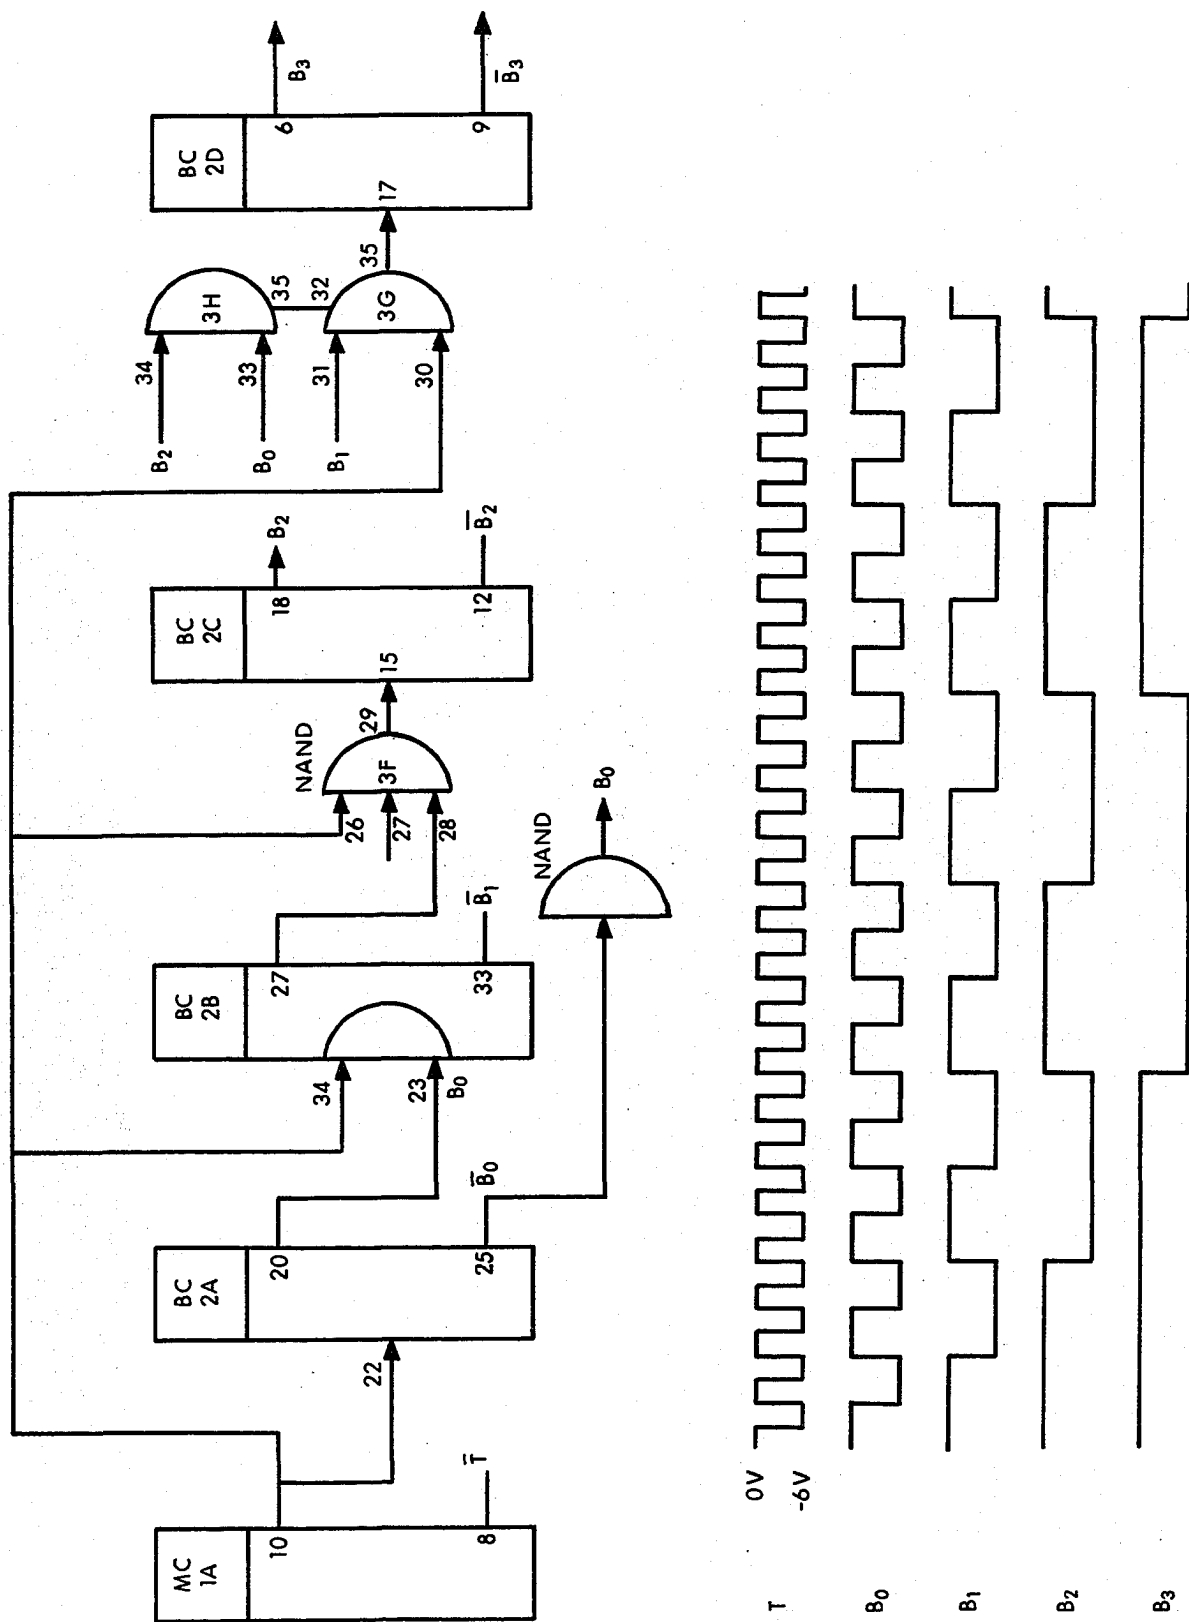 MC
1A
10
8
T̄
22
BC
2A
20
25
B̄0
34
23
B0
BC
2B
27
33
B̄1
NAND
26
27
28
3F
29
NAND
B0
BC
2C
15
18
12
B2
B̄2
B2
34
B0
33
3H
35
32
B1
31
30
3G
35
BC
2D
17
6
9
B3
B̄3
T
0V
-6V
B0
B1
B2
B3